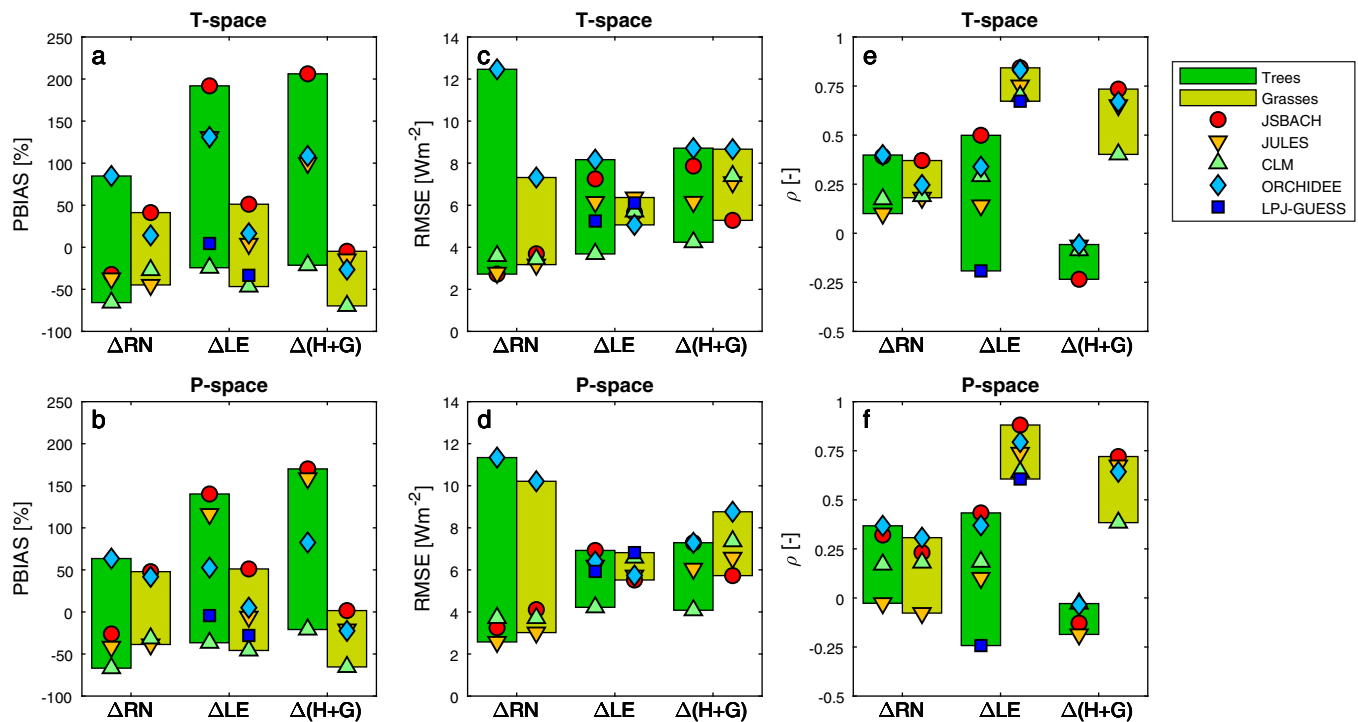 T-space
a
PBIAS [%]
250
200
150
100
50
0
-50
-100
ΔRN ΔLE Δ(H+G)
T-space
c
RMSE [Wm-2]
14
12
10
8
6
4
2
0
ΔRN ΔLE Δ(H+G)
T-space
e
ρ [-]
1
0.75
0.5
0.25
0
-0.25
-0.5
ΔRN ΔLE Δ(H+G)
Trees
Grasses
JSBACH
JULES
CLM
ORCHIDEE
LPJ-GUESS
P-space
b
PBIAS [%]
250
200
150
100
50
0
-50
-100
ΔRN ΔLE Δ(H+G)
P-space
d
RMSE [Wm-2]
14
12
10
8
6
4
2
0
ΔRN ΔLE Δ(H+G)
P-space
f
ρ [-]
1
0.75
0.5
0.25
0
-0.25
-0.5
ΔRN ΔLE Δ(H+G)